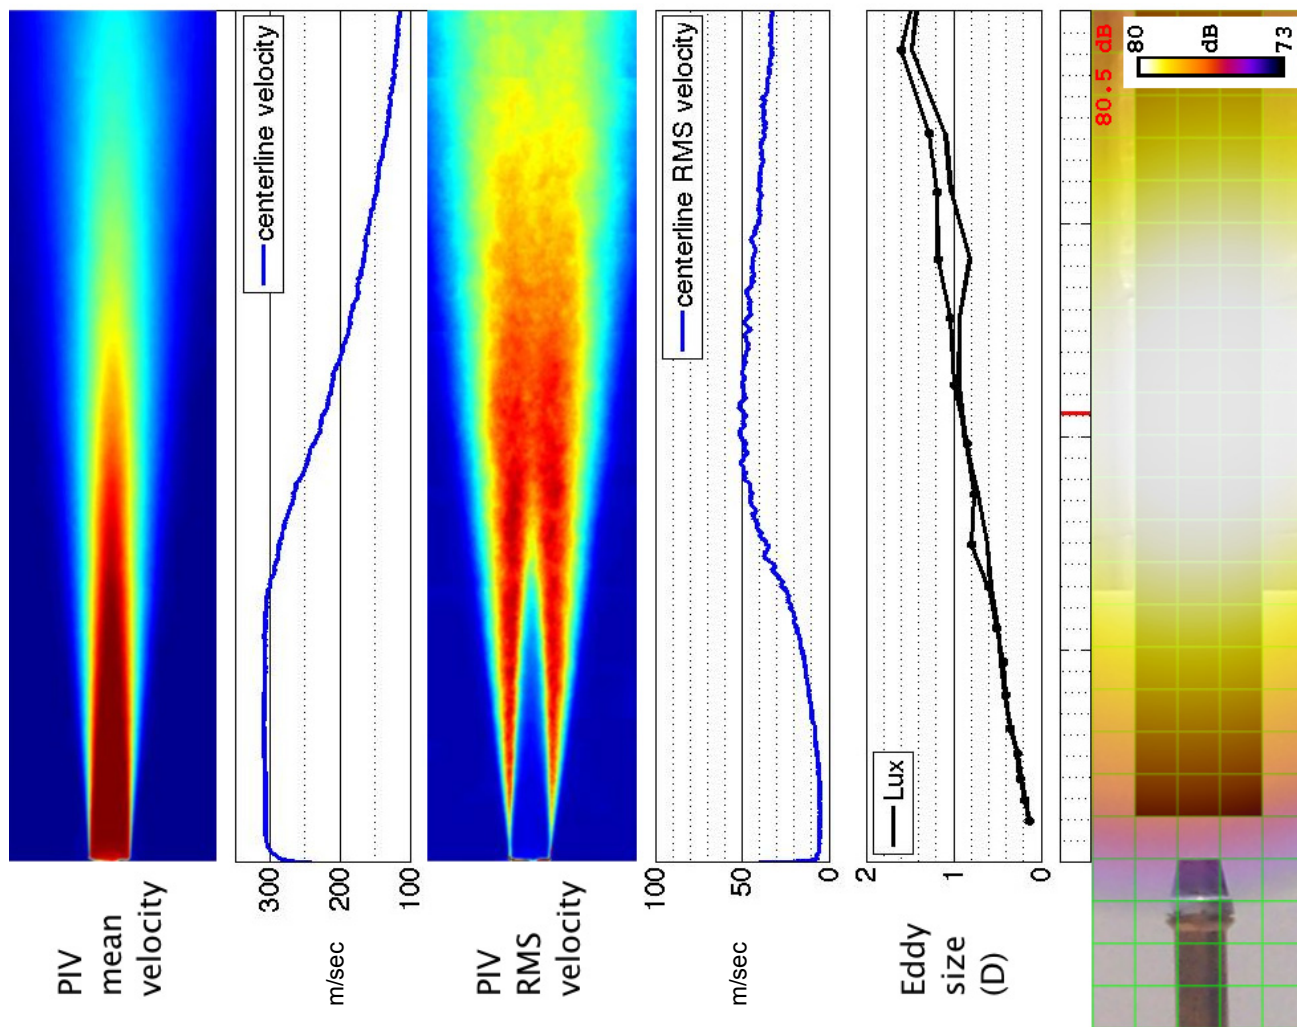 PIV
mean
velocity
300
200
100
m/sec
centerline velocity
PIV
RMS
velocity
100
50
0
m/sec
centerline RMS velocity
Eddy
size
(D)
2
1
0
Lux
80.5 dB
80
dB
73